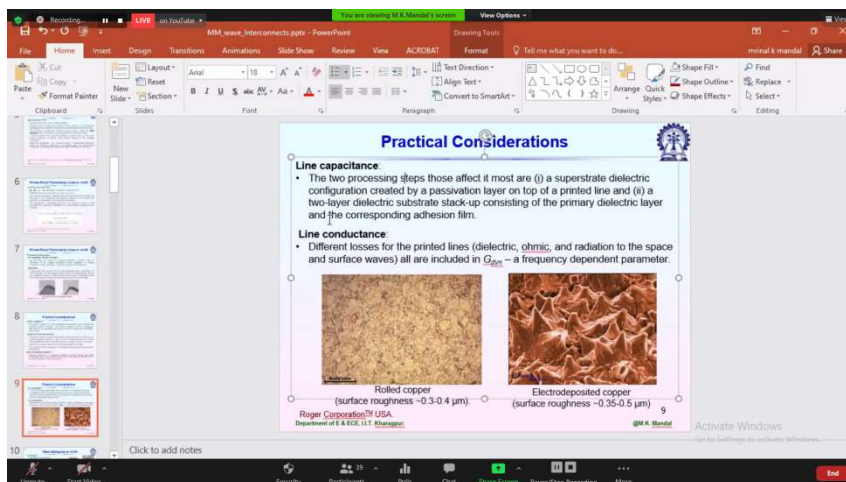 Recording...
LIVE on YouTube
You are viewing M.K.Mandal's screen
View Options
View
MM_wave_Interconnects.pptx - PowerPoint
Drawing Tools
File Home Insert Design Transitions Animations Slide Show Review View ACROBAT Format Tell me what you want to do...
mrinal k mandal Share
Paste
Cut
Copy
Format Painter
Clipboard
New
Slide
Layout
Reset
Section
Slides
Arial 18
Font
Paragraph
Text Direction
Align Text
Convert to SmartArt
Arrange Quick
Styles
Shape Fill
Shape Outline
Shape Effects
Drawing
Find
Replace
Select
Editing
6
7
8
9
10
Practical Considerations
Line capacitance:
• The two processing steps those affect it most are (i) a superstrate dielectric
configuration created by a passivation layer on top of a printed line and (ii) a
two-layer dielectric substrate stack-up consisting of the primary dielectric layer
and the corresponding adhesion film.
Line conductance:
• Different losses for the printed lines (dielectric, ohmic, and radiation to the space
and surface waves) all are included in Gdyn – a frequency dependent parameter.
Rolled copper
(surface roughness ~0.3-0.4 µm).
Electrodeposited copper
(surface roughness ~0.35-0.5 µm)
Roger Corporation™ USA.
Department of E & ECE, I.I.T. Kharagpur.
9
@M.K. Mandal
Activate Windows
Go to Settings to activate Windows.
Click to add notes
39
Unmute Start Video Security Participants Polls Chat Share Screen Pause/Stop Recording More
End